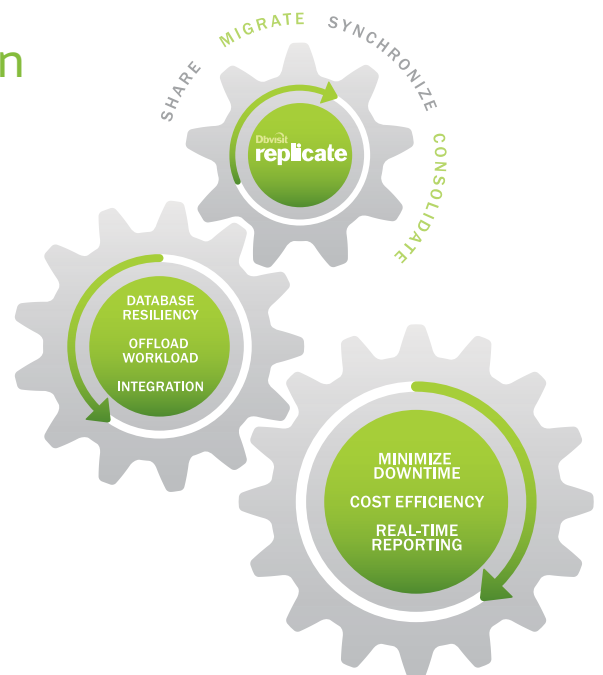 n
SHARE MIGRATE SYNCHRONIZE CONSOLIDATE
Dbvisit
replicate
DATABASE
RESILIENCY
OFFLOAD
WORKLOAD
INTEGRATION
MINIMIZE
DOWNTIME
COST EFFICIENCY
REAL-TIME
REPORTING